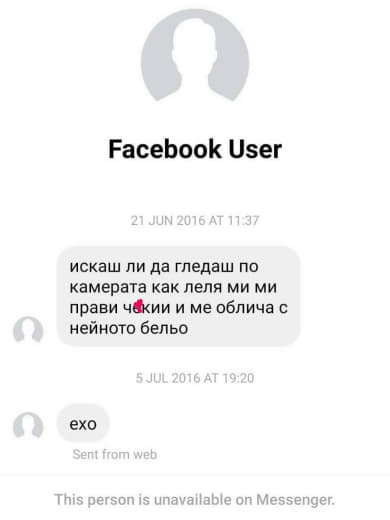 Facebook User
21 JUN 2016 AT 11:37
искаш ли да гледаш по
камерата как леля ми ми
прави чекии и ме облича с
нейното бельо
5 JUL 2016 AT 19:20
ехо
Sent from web
This person is unavailable on Messenger.